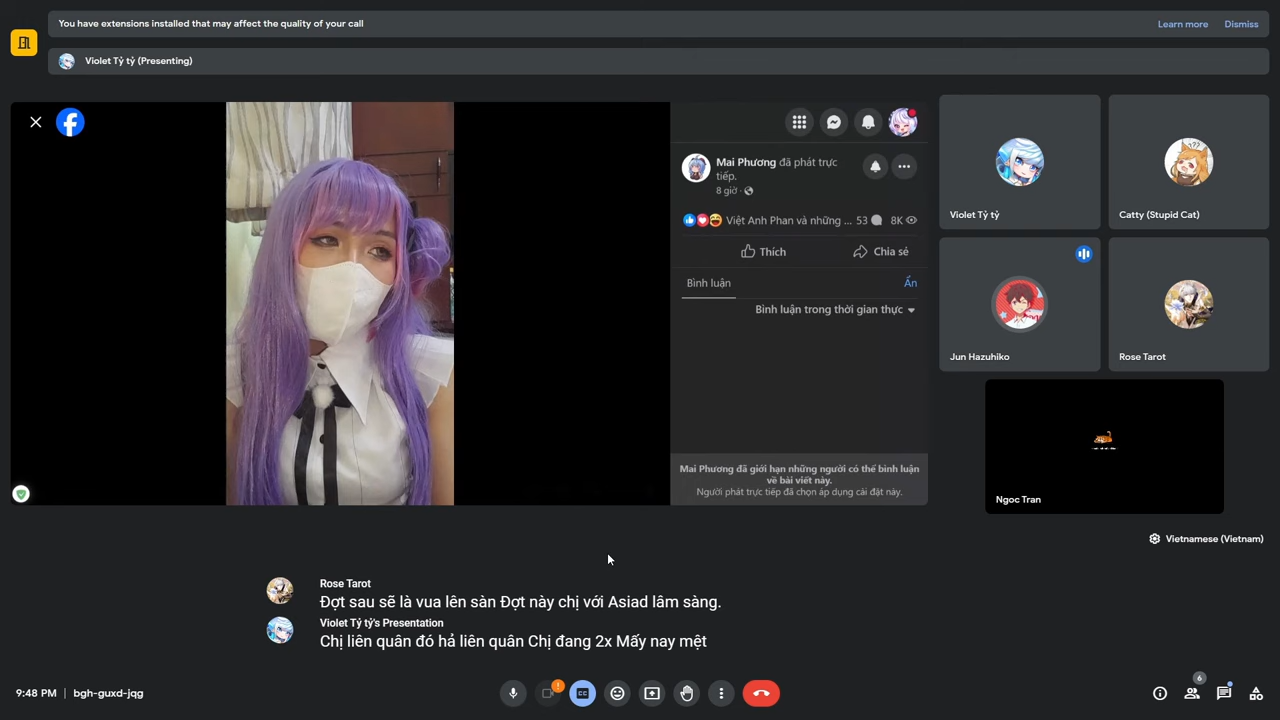 You have extensions installed that may affect the quality of your call
Learn more
Dismiss
Violet Tỷ tỷ (Presenting)
Mai Phương đã phát trực
tiếp.
8 giờ ·
Việt Anh Phan và những ... 53
8K
Thích
Chia sẻ
Bình luận
Ẩn
Bình luận trong thời gian thực
Mai Phương đã giới hạn những người có thể bình luận
về bài viết này.
Người phát trực tiếp đã chọn áp dụng cài đặt này.
Violet Tỷ tỷ
Catty (Stupid Cat)
Jun Hazuhiko
Rose Tarot
Ngoc Tran
Vietnamese (Vietnam)
Rose Tarot
Đợt sau sẽ là vua lên sàn Đợt này chị với Asiad lâm sàng.
Violet Tỷ tỷ's Presentation
Chị liên quân đó hả liên quân Chị đang 2x Mấy nay mệt
9:48 PM
bgh-guxd-jqg
CC
6